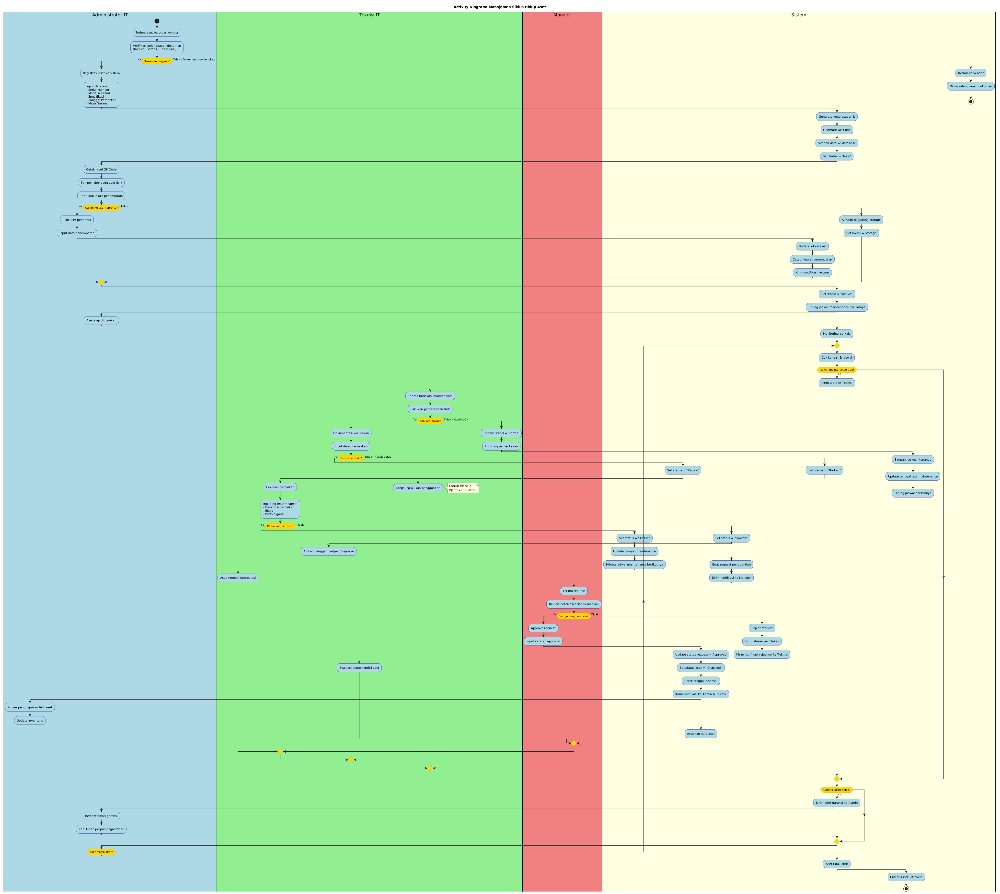 Activity Diagram: Manajemen Siklus Hidup Aset
Administrator IT
Teknisi IT
Manajer
Sistem
Terima aset baru dari vendor
Verifikasi kelengkapan dokumen
(Invoice, Garansi, Spesifikasi)
Ya
Dokumen lengkap?
Tidak - Dokumen tidak lengkap
Registrasi aset ke sistem
Return ke vendor
Input data aset:
- Serial Number
- Model & Brand
- Spesifikasi
- Tanggal Pembelian
- Masa Garansi
Minta kelengkapan dokumen
Generate kode aset unik
Generate QR Code
Simpan data ke database
Set status = "New"
Cetak label QR Code
Tempel label pada aset fisik
Tentukan lokasi penempatan
Ya
Assign ke user tertentu?
Tidak
Pilih user penerima
Simpan di gudang/storage
Input data penempatan
Set lokasi = Storage
Update lokasi aset
Catat riwayat penempatan
Kirim notifikasi ke user
Set status = "Active"
Hitung jadwal maintenance berikutnya
Aset siap digunakan
Monitoring berkala
Cek kondisi & jadwal
Jadwal maintenance tiba?
Ya
Kirim alert ke Teknisi
Terima notifikasi maintenance
Lakukan pemeriksaan fisik
Ya
Ada kerusakan?
Tidak - Kondisi OK
Dokumentasi kerusakan
Update status = Normal
Input detail kerusakan
Input log pemeriksaan
Ya
Bisa diperbaiki?
Tidak - Rusak berat
Simpan log maintenance
Set status = "Repair"
Set status = "Broken"
Update tanggal last_maintenance
Lakukan perbaikan
Langsung ajukan penggantian
Lanjut ke alur
Approval di atas
Hitung jadwal berikutnya
Input log maintenance:
- Deskripsi perbaikan
- Biaya
- Parts diganti
Ya
Perbaikan berhasil?
Tidak
Set status = "Active"
Set status = "Broken"
Ajukan penggantian/penghapusan
Update riwayat maintenance
Hitung jadwal maintenance berikutnya
Buat request penggantian
Aset kembali beroperasi
Kirim notifikasi ke Manajer
Terima request
Review detail aset dan kerusakan
Ya
Setuju penghapusan?
Tidak
Approve request
Reject request
Input catatan approval
Input alasan penolakan
Update status request = Approved
Kirim notifikasi rejection ke Teknisi
Evaluasi ulang kondisi aset
Set status aset = "Disposed"
Catat tanggal disposal
Kirim notifikasi ke Admin & Teknisi
Proses penghapusan fisik aset
Update inventaris
Arsipkan data aset
Garansi akan habis?
Ya
Kirim alert garansi ke Admin
Review status garansi
Keputusan perpanjangan/tidak
Aset masih aktif?
Aset tidak aktif
End of Asset Lifecycle